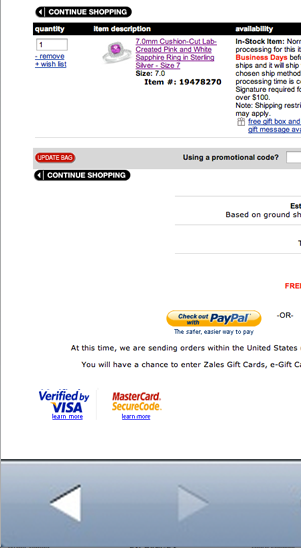 CONTINUE SHOPPING
quantity item description availability
1
- remove
+ wish list
7.0mm Cushion-Cut Lab-
Created Pink and White
Sapphire Ring in Sterling
Silver - Size 7
Size: 7.0
Item #: 19478270
In-Stock Item: Norm
processing for this it
Business Days bef
ships and it will ship
chosen ship method
processing time is c
Signature required f
over $100.
Note: Shipping restri
may apply.
free gift box and
gift message ava
UPDATE BAG Using a promotional code?
CONTINUE SHOPPING
Est
Based on ground sh
T
FREE
Check out with PayPal -OR-
The safer, easier way to pay
At this time, we are sending orders within the United States
You will have a chance to enter Zales Gift Cards, e-Gift Ca
Verified by
VISA
learn more
MasterCard.
SecureCode.
learn more